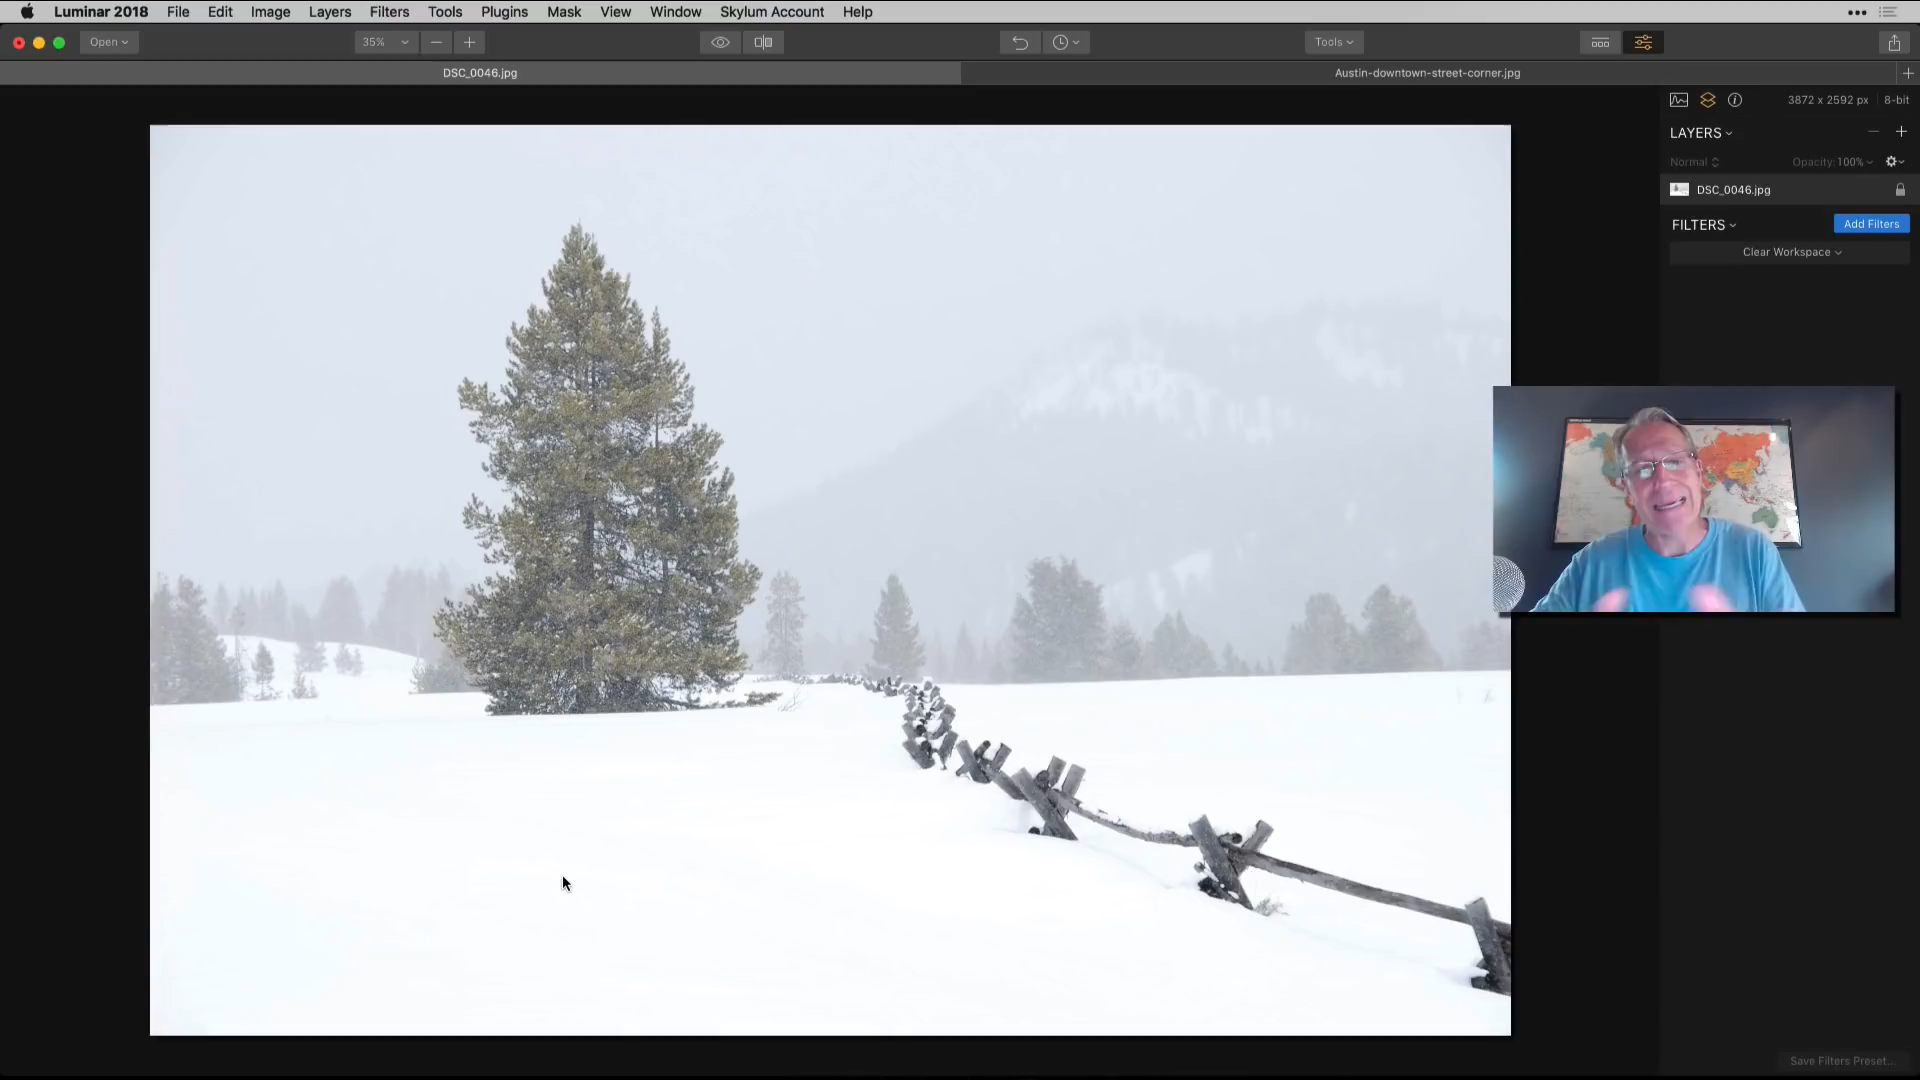 Luminar 2018 File Edit Image Layers Filters Tools Plugins Mask View Window Skylum Account Help
Open 35% Tools
DSC_0046.jpg Austin-downtown-street-corner.jpg
3872 x 2592 px 8-bit
LAYERS
Normal Opacity: 100%
DSC_0046.jpg
FILTERS Add Filters
Clear Workspace
Save Filters Preset...